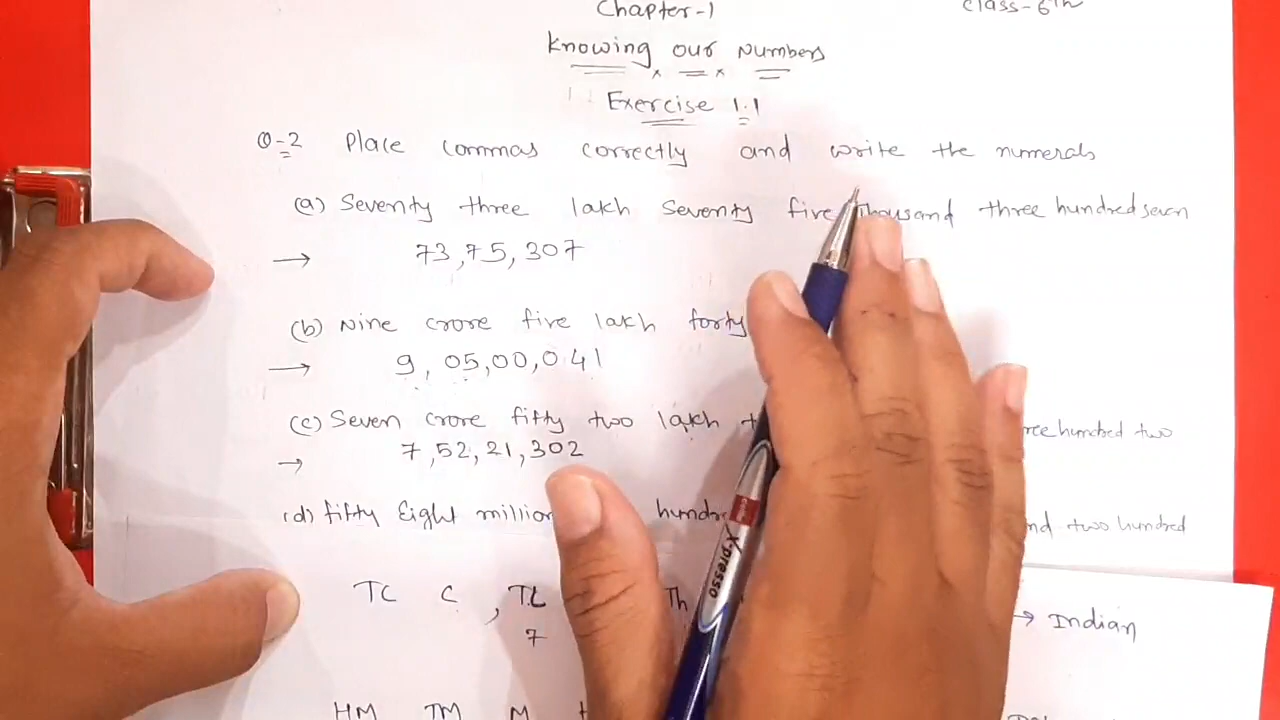 Chapter-1
Class-6th
Knowing our Numbers
Exercise 1.1
Q-2 Place commas correctly and write the numerals
(a) Seventy three lakh seventy five thousand three hundred seven
→ 73,75,307
(b) Nine crore five lakh forty
→ 9, 05,00,041
(c) Seven crore fifty two lakh three hundred two
→ 7,52,21,302
(d) fifty Eight million hundred two hundred
TC C , TL Th → Indian
7
HM TM M
X-presso